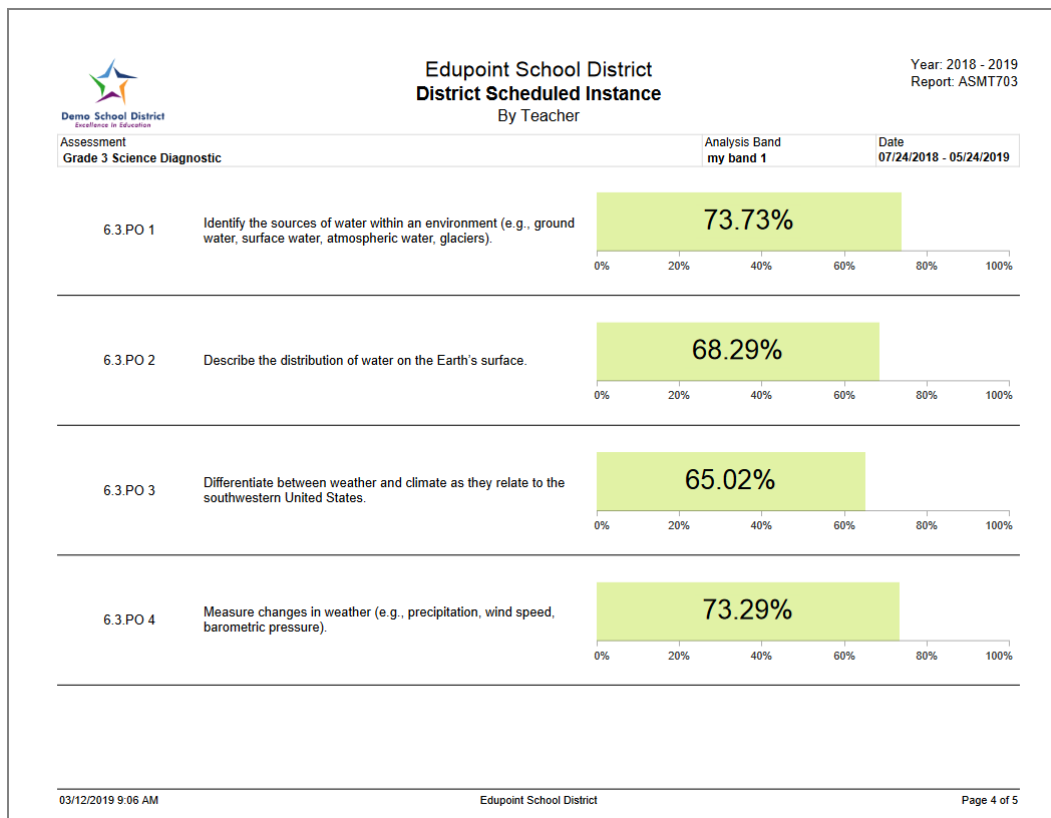 Demo School District
Excellence in Education
Edupoint School District
District Scheduled Instance
By Teacher
Year: 2018 - 2019
Report: ASMT703
Assessment
Grade 3 Science Diagnostic
Analysis Band
my band 1
Date
07/24/2018 - 05/24/2019
6.3.PO 1
Identify the sources of water within an environment (e.g., ground
water, surface water, atmospheric water, glaciers).
73.73%
0% 20% 40% 60% 80% 100%
6.3.PO 2
Describe the distribution of water on the Earth's surface.
68.29%
0% 20% 40% 60% 80% 100%
6.3.PO 3
Differentiate between weather and climate as they relate to the
southwestern United States.
65.02%
0% 20% 40% 60% 80% 100%
6.3.PO 4
Measure changes in weather (e.g., precipitation, wind speed,
barometric pressure).
73.29%
0% 20% 40% 60% 80% 100%
03/12/2019 9:06 AM
Edupoint School District
Page 4 of 5